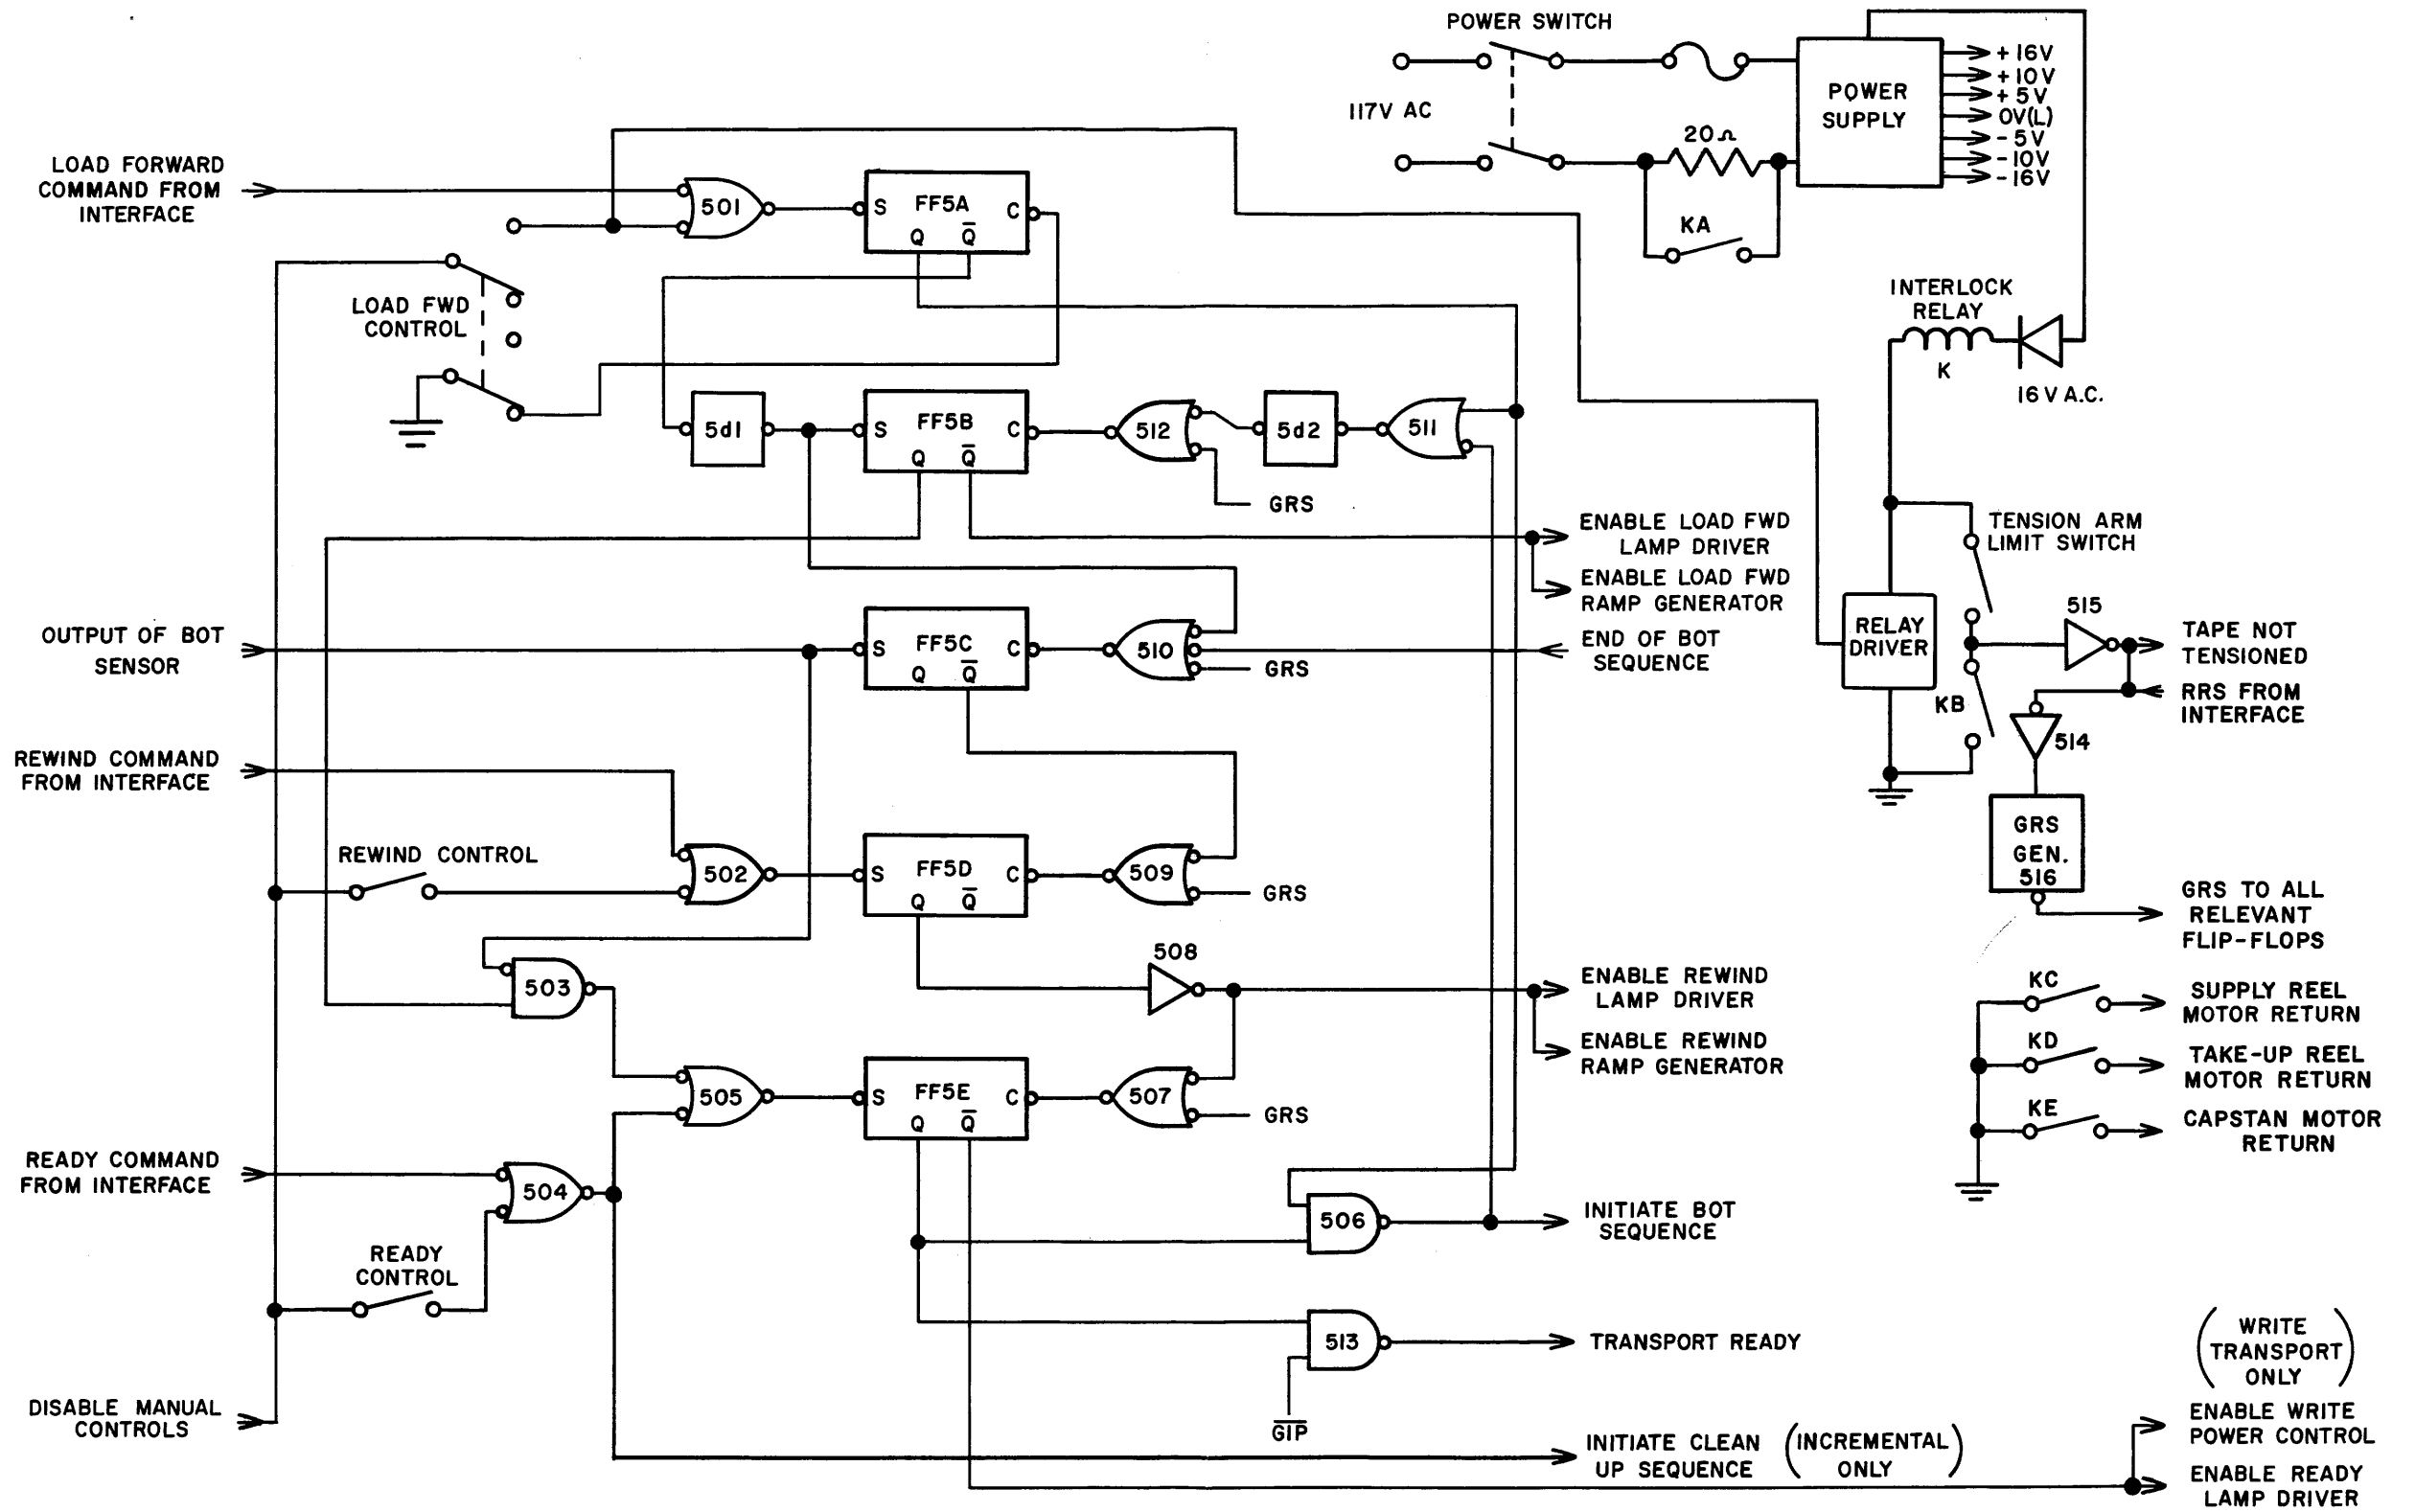 POWER SWITCH
117V AC
20Ω
KA
POWER
SUPPLY
+ 16V
+ 10V
+ 5V
0V(L)
- 5V
- 10V
- 16V
LOAD FORWARD
COMMAND FROM
INTERFACE
501
S FF5A C
Q Q̅
LOAD FWD
CONTROL
INTERLOCK
RELAY
K
16V A.C.
5d1
S FF5B C
Q Q̅
512
5d2
511
GRS
ENABLE LOAD FWD
LAMP DRIVER
ENABLE LOAD FWD
RAMP GENERATOR
TENSION ARM
LIMIT SWITCH
OUTPUT OF BOT
SENSOR
S FF5C C
Q Q̅
510
GRS
END OF BOT
SEQUENCE
RELAY
DRIVER
515
TAPE NOT
TENSIONED
KB
RRS FROM
INTERFACE
514
REWIND COMMAND
FROM INTERFACE
REWIND CONTROL
502
S FF5D C
Q Q̅
509
GRS
GRS
GEN.
516
GRS TO ALL
RELEVANT
FLIP-FLOPS
503
508
ENABLE REWIND
LAMP DRIVER
ENABLE REWIND
RAMP GENERATOR
KC
SUPPLY REEL
MOTOR RETURN
KD
TAKE-UP REEL
MOTOR RETURN
KE
CAPSTAN MOTOR
RETURN
505
S FF5E C
Q Q̅
507
GRS
READY COMMAND
FROM INTERFACE
504
READY
CONTROL
506
INITIATE BOT
SEQUENCE
513
TRANSPORT READY
G̅I̅P̅
DISABLE MANUAL
CONTROLS
INITIATE CLEAN
UP SEQUENCE
(INCREMENTAL
ONLY)
(WRITE
TRANSPORT
ONLY)
ENABLE WRITE
POWER CONTROL
ENABLE READY
LAMP DRIVER